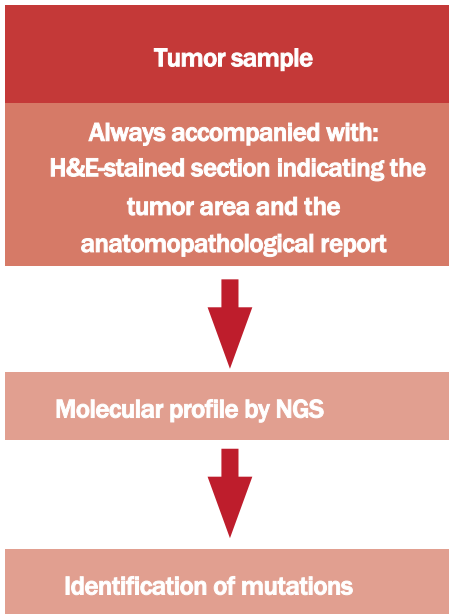 Tumor sample
Always accompanied with:
H&E-stained section indicating the
tumor area and the
anatomopathological report
Molecular profile by NGS
Identification of mutations